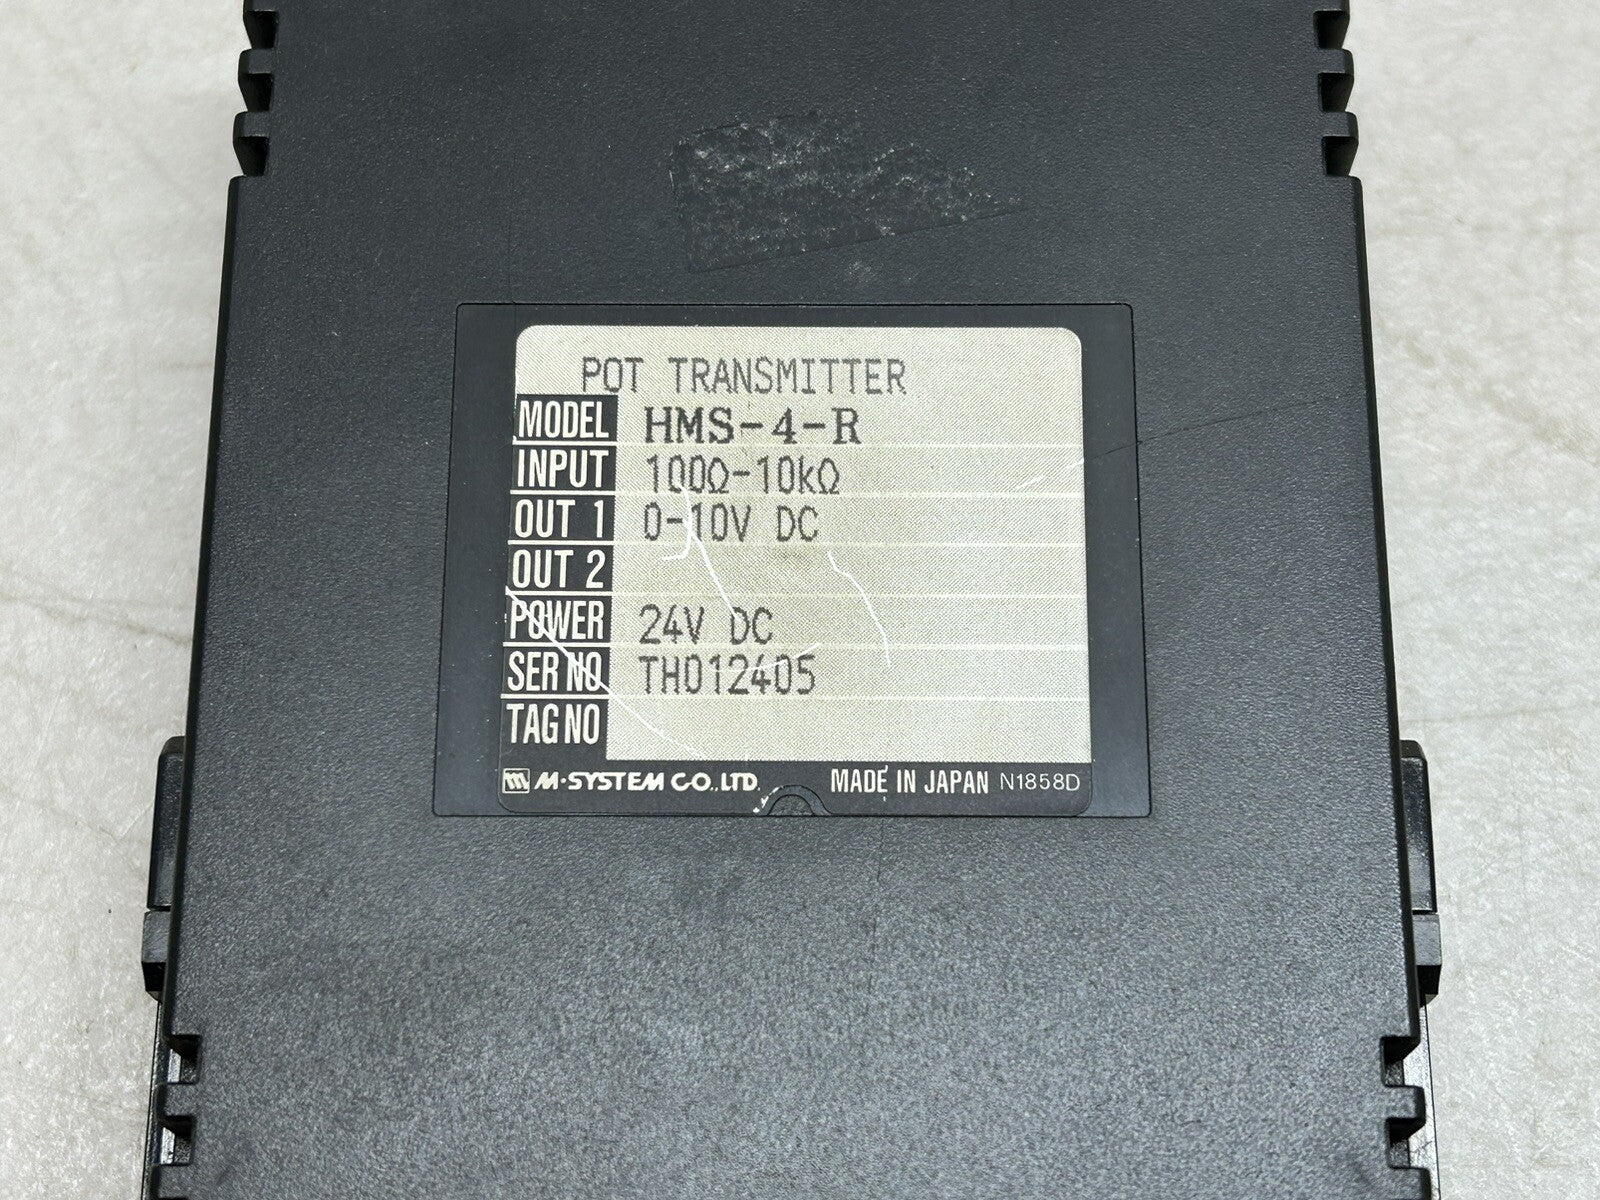 POT TRANSMITTER
MODEL HMS-4-R
INPUT 100Ω-10kΩ
OUT 1 0-10V DC
OUT 2
POWER 24V DC
SER NO TH012405
TAG NO
M·SYSTEM CO.,LTD. MADE IN JAPAN N1858D